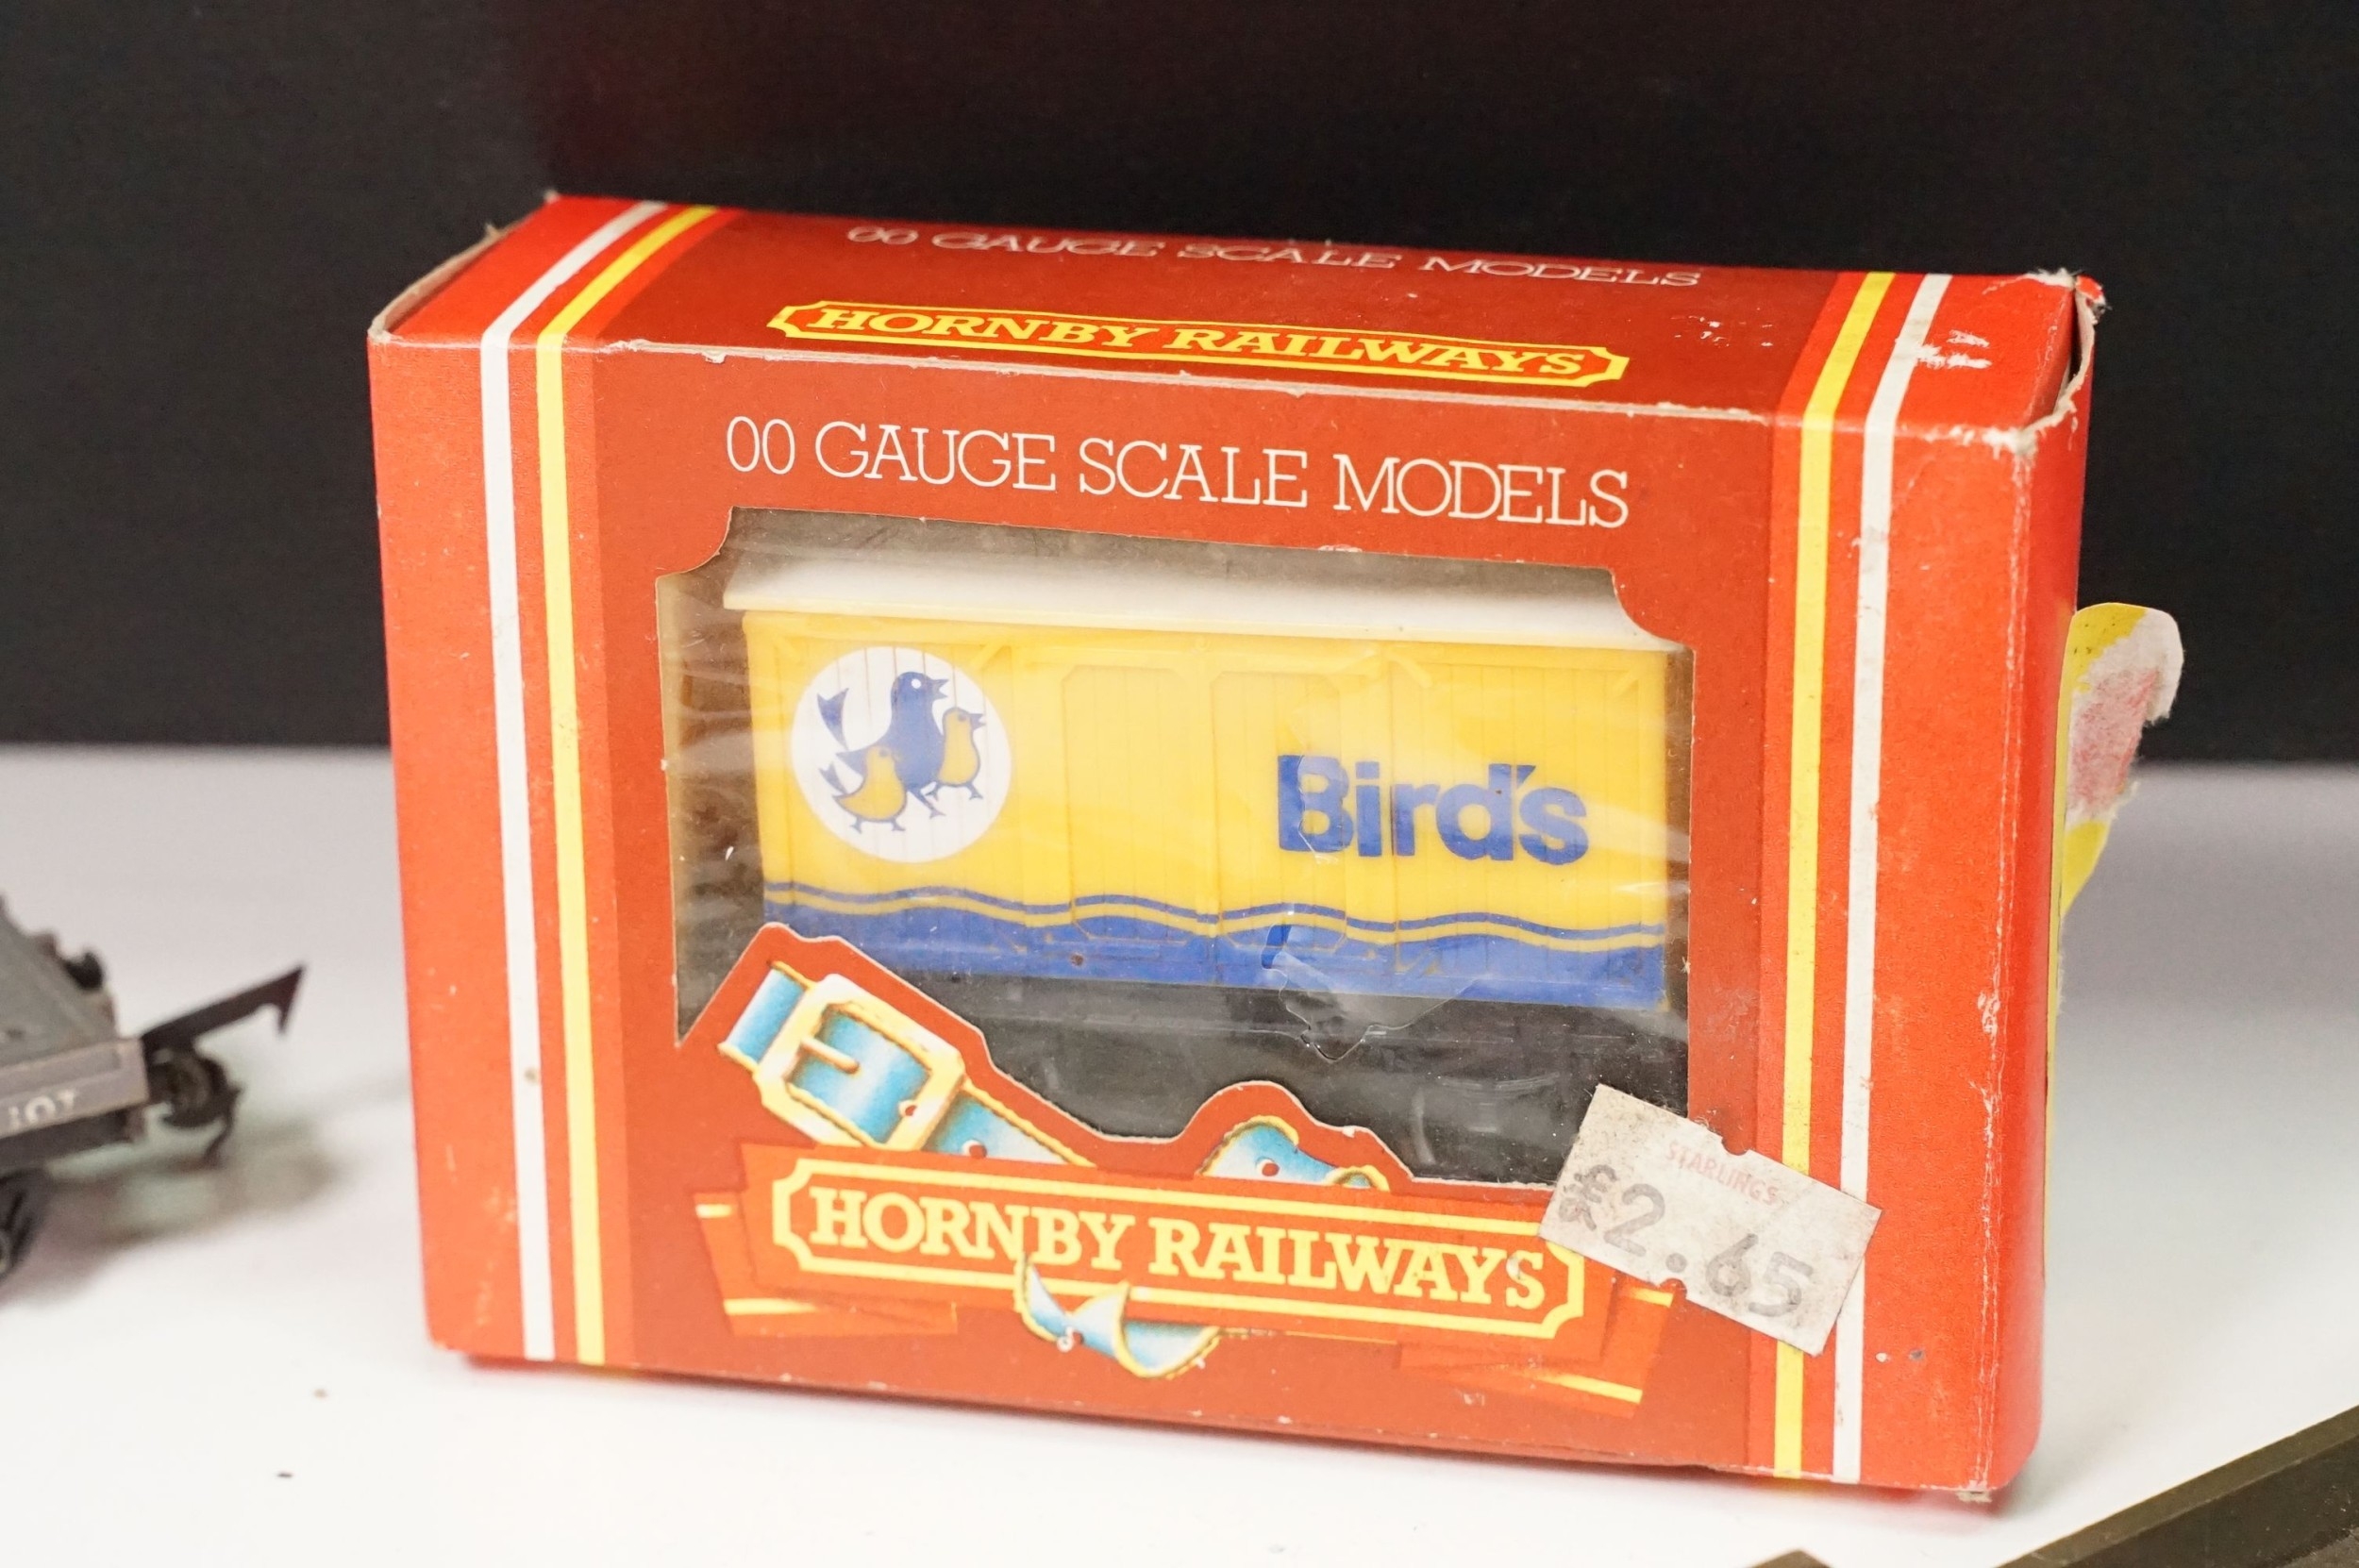 00 GAUGE SCALE MODELS
HORNBY RAILWAYS
00 GAUGE SCALE MODELS
Bird's
HORNBY RAILWAYS
STARLINGS
£2.65